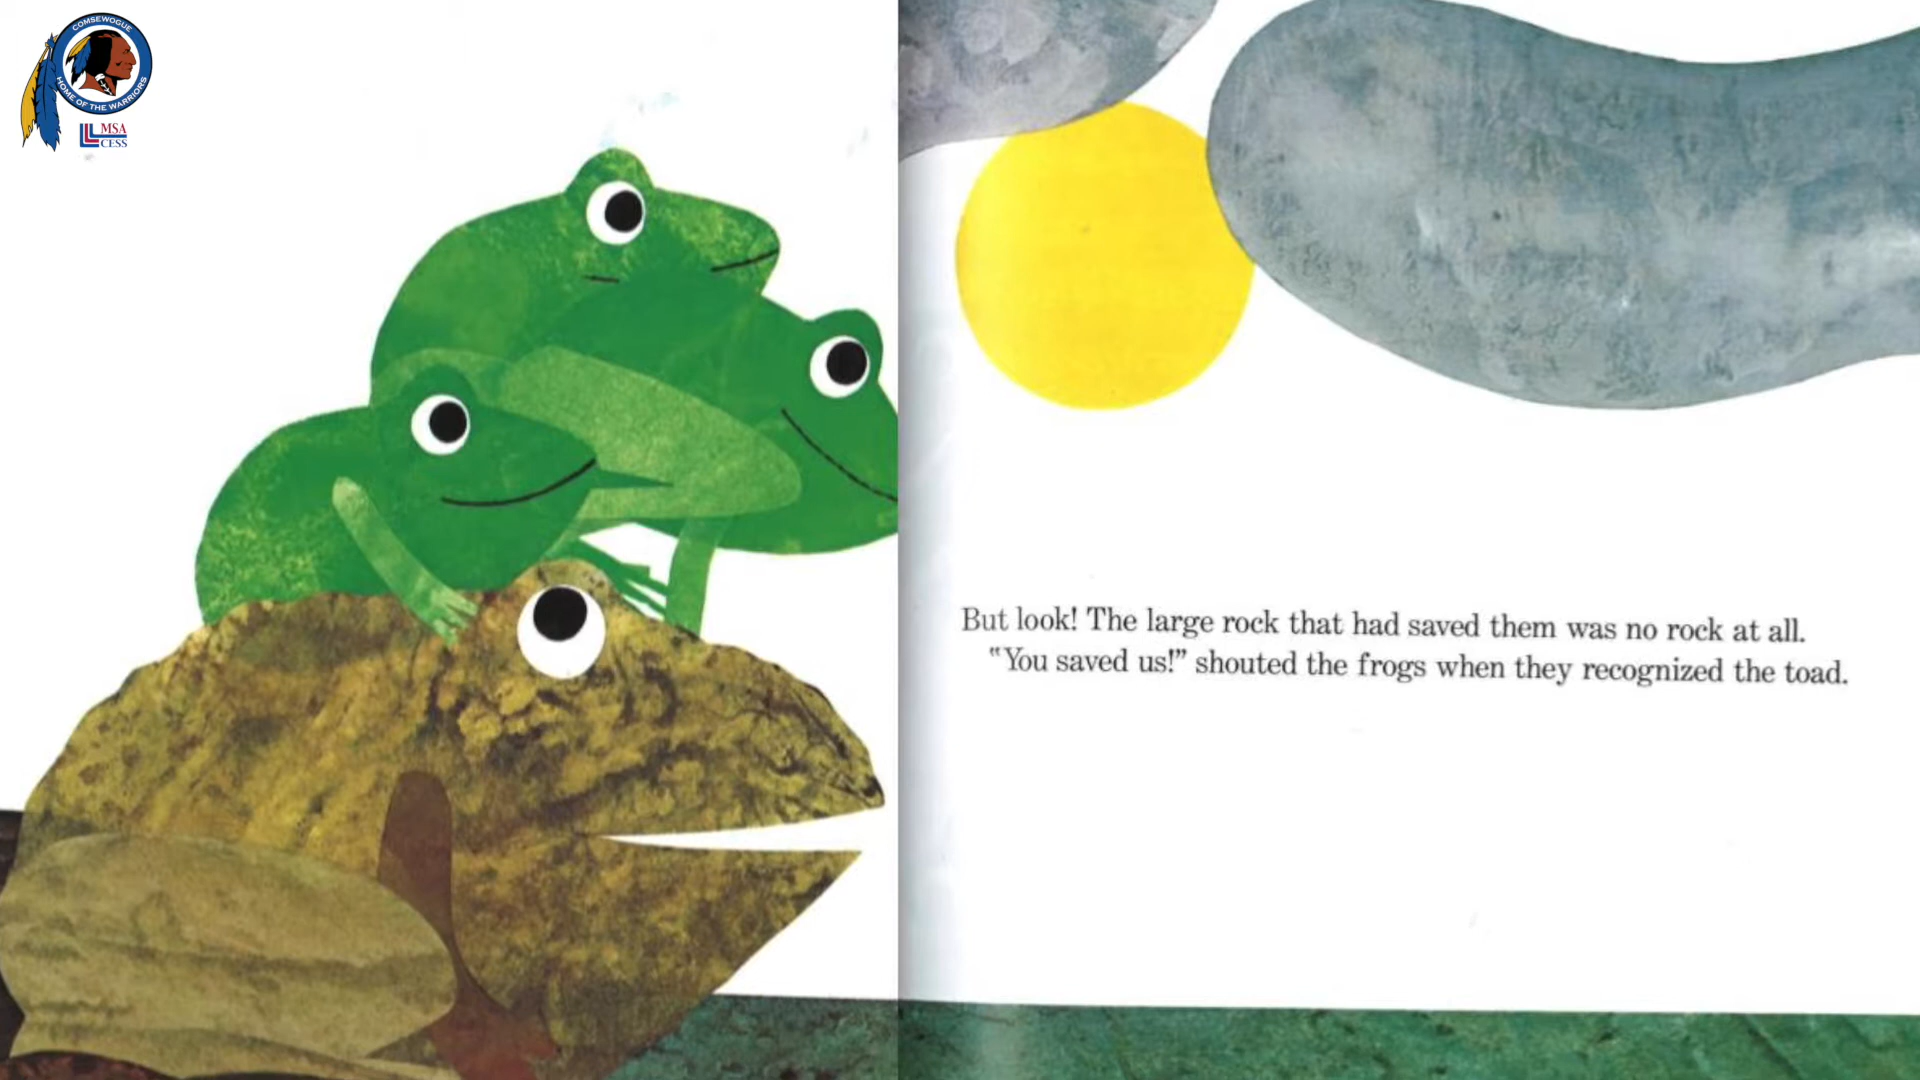 COMSEWOGUE
HOME OF THE WARRIORS
MSA
CESS
But look! The large rock that had saved them was no rock at all.
"You saved us!" shouted the frogs when they recognized the toad.